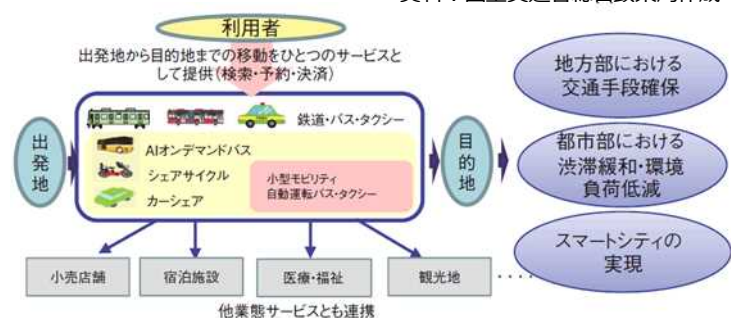 利用者
出発地から目的地までの移動をひとつのサービスと
して提供（検索・予約・決済）
出発地
鉄道・バス・タクシー
AIオンデマンドバス
シェアサイクル
カーシェア
小型モビリティ
自動運転バス・タクシー
目的地
地方部における
交通手段確保
都市部における
渋滞緩和・環境
負荷低減
スマートシティの
実現
小売店舗
宿泊施設
医療・福祉
観光地
他業態サービスとも連携